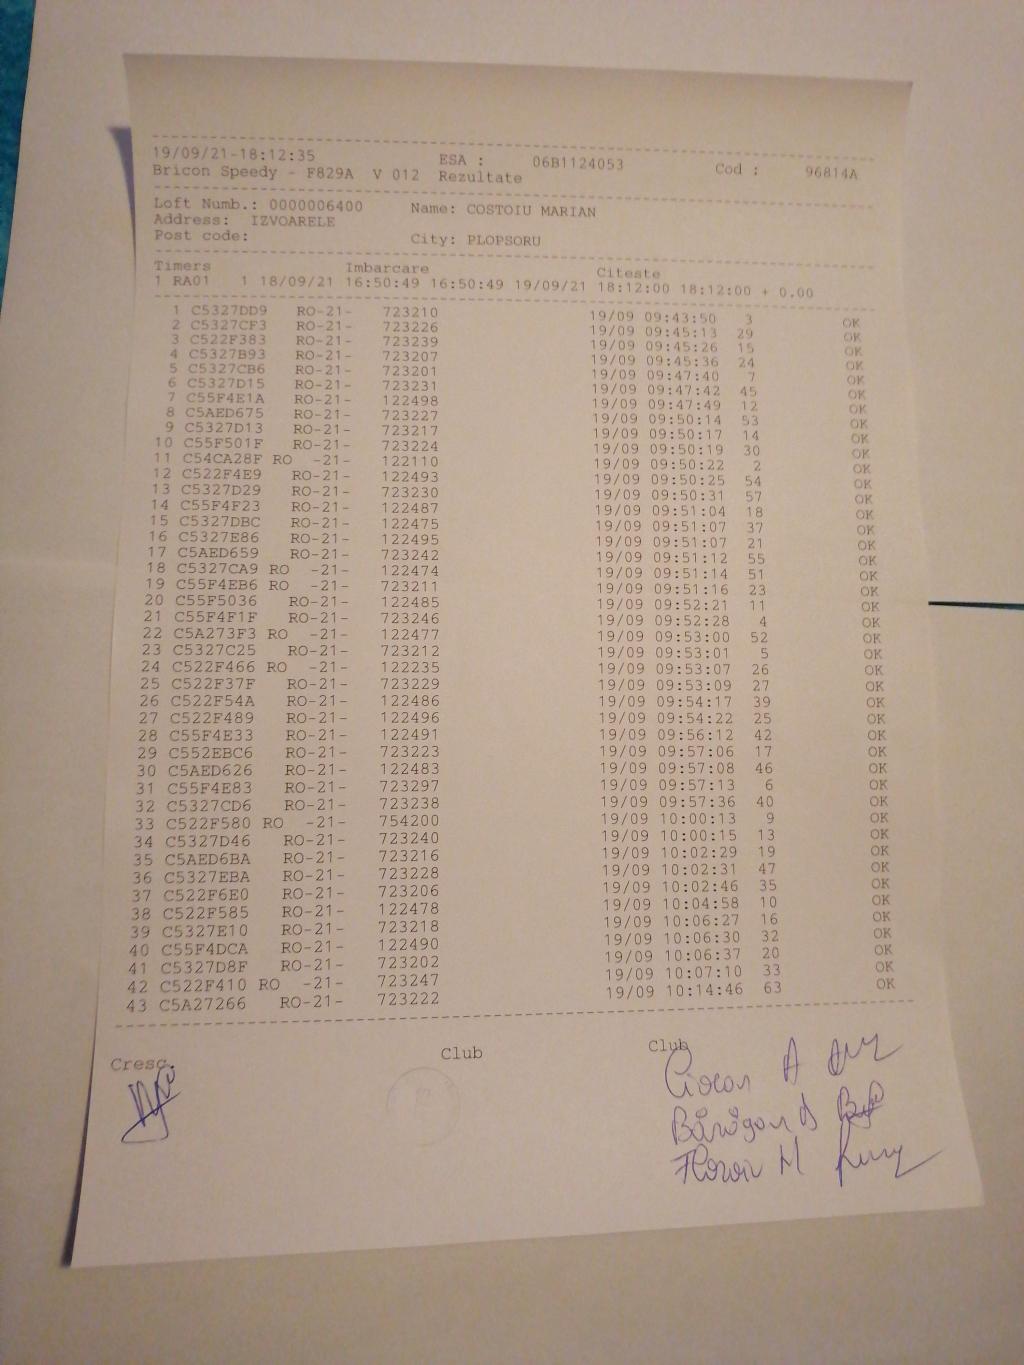 19/09/21-18:12:35 ESA : 06B1124053 Cod : 96814A
Bricon Speedy - F829A V 012 Rezultate
Loft Numb.: 0000006400 Name: COSTOIU MARIAN
Address: IZVOARELE
Post code: City: PLOPSORU
Timers Imbarcare Citeste
1 RA01 1 18/09/21 16:50:49 16:50:49 19/09/21 18:12:00 18:12:00 + 0.00
1 C5327DD9 RO-21- 723210 19/09 09:43:50 3 OK
2 C5327CF3 RO-21- 723226 19/09 09:45:13 29 OK
3 C522F383 RO-21- 723239 19/09 09:45:26 15 OK
4 C5327B93 RO-21- 723207 19/09 09:45:36 24 OK
5 C5327CB6 RO-21- 723201 19/09 09:47:40 7 OK
6 C5327D15 RO-21- 723231 19/09 09:47:42 45 OK
7 C55F4E1A RO-21- 122498 19/09 09:47:49 12 OK
8 C5AED675 RO-21- 723227 19/09 09:50:14 53 OK
9 C5327D13 RO-21- 723217 19/09 09:50:17 14 OK
10 C55F501F RO-21- 723224 19/09 09:50:19 30 OK
11 C54CA28F RO -21- 122110 19/09 09:50:22 2 OK
12 C522F4E9 RO-21- 122493 19/09 09:50:25 54 OK
13 C5327D29 RO-21- 723230 19/09 09:50:31 57 OK
14 C55F4F23 RO-21- 122487 19/09 09:51:04 18 OK
15 C5327DBC RO-21- 122475 19/09 09:51:07 37 OK
16 C5327E86 RO-21- 122495 19/09 09:51:07 21 OK
17 C5AED659 RO-21- 723242 19/09 09:51:12 55 OK
18 C5327CA9 RO -21- 122474 19/09 09:51:14 51 OK
19 C55F4EB6 RO-21- 723211 19/09 09:51:16 23 OK
20 C55F5036 RO-21- 122485 19/09 09:52:21 11 OK
21 C55F4F1F RO-21- 723246 19/09 09:52:28 4 OK
22 C5A273F3 RO -21- 122477 19/09 09:53:00 52 OK
23 C5327C25 RO-21- 723212 19/09 09:53:01 5 OK
24 C522F466 RO -21- 122235 19/09 09:53:07 26 OK
25 C522F37F RO-21- 723229 19/09 09:53:09 27 OK
26 C522F54A RO-21- 122486 19/09 09:54:17 39 OK
27 C522F489 RO-21- 122496 19/09 09:54:22 25 OK
28 C55F4E33 RO-21- 122491 19/09 09:56:12 42 OK
29 C552EBC6 RO-21- 723223 19/09 09:57:06 17 OK
30 C5AED626 RO-21- 122483 19/09 09:57:08 46 OK
31 C55F4E83 RO-21- 723297 19/09 09:57:13 6 OK
32 C5327CD6 RO-21- 723238 19/09 09:57:36 40 OK
33 C522F580 RO -21- 754200 19/09 10:00:13 9 OK
34 C5327D46 RO-21- 723240 19/09 10:00:15 13 OK
35 C5AED6BA RO-21- 723216 19/09 10:02:29 19 OK
36 C5327EBA RO-21- 723228 19/09 10:02:31 47 OK
37 C522F6E0 RO-21- 723206 19/09 10:02:46 35 OK
38 C522F585 RO-21- 122478 19/09 10:04:58 10 OK
39 C5327E10 RO-21- 723218 19/09 10:06:27 16 OK
40 C55F4DCA RO-21- 122490 19/09 10:06:30 32 OK
41 C5327D8F RO-21- 723202 19/09 10:06:37 20 OK
42 C522F410 RO -21- 723247 19/09 10:07:10 33 OK
43 C5A27266 RO-21- 723222 19/09 10:14:46 63 OK
Cresc. Club Club
Ciocan A
Bărăgan D
Florin M